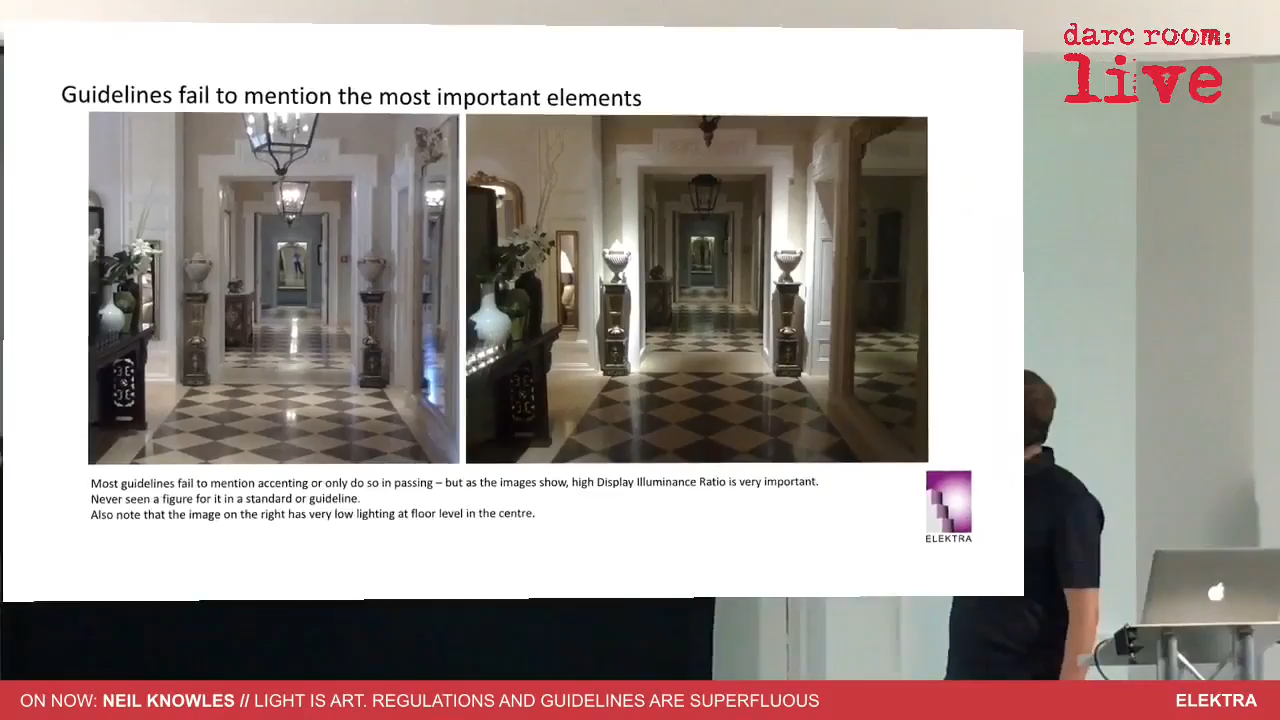 darc room:
live
Guidelines fail to mention the most important elements
Most guidelines fail to mention accenting or only do so in passing – but as the images show, high Display Illuminance Ratio is very important.
Never seen a figure for it in a standard or guideline.
Also note that the image on the right has very low lighting at floor level in the centre.
ELEKTRA
ON NOW: NEIL KNOWLES // LIGHT IS ART. REGULATIONS AND GUIDELINES ARE SUPERFLUOUS
ELEKTRA